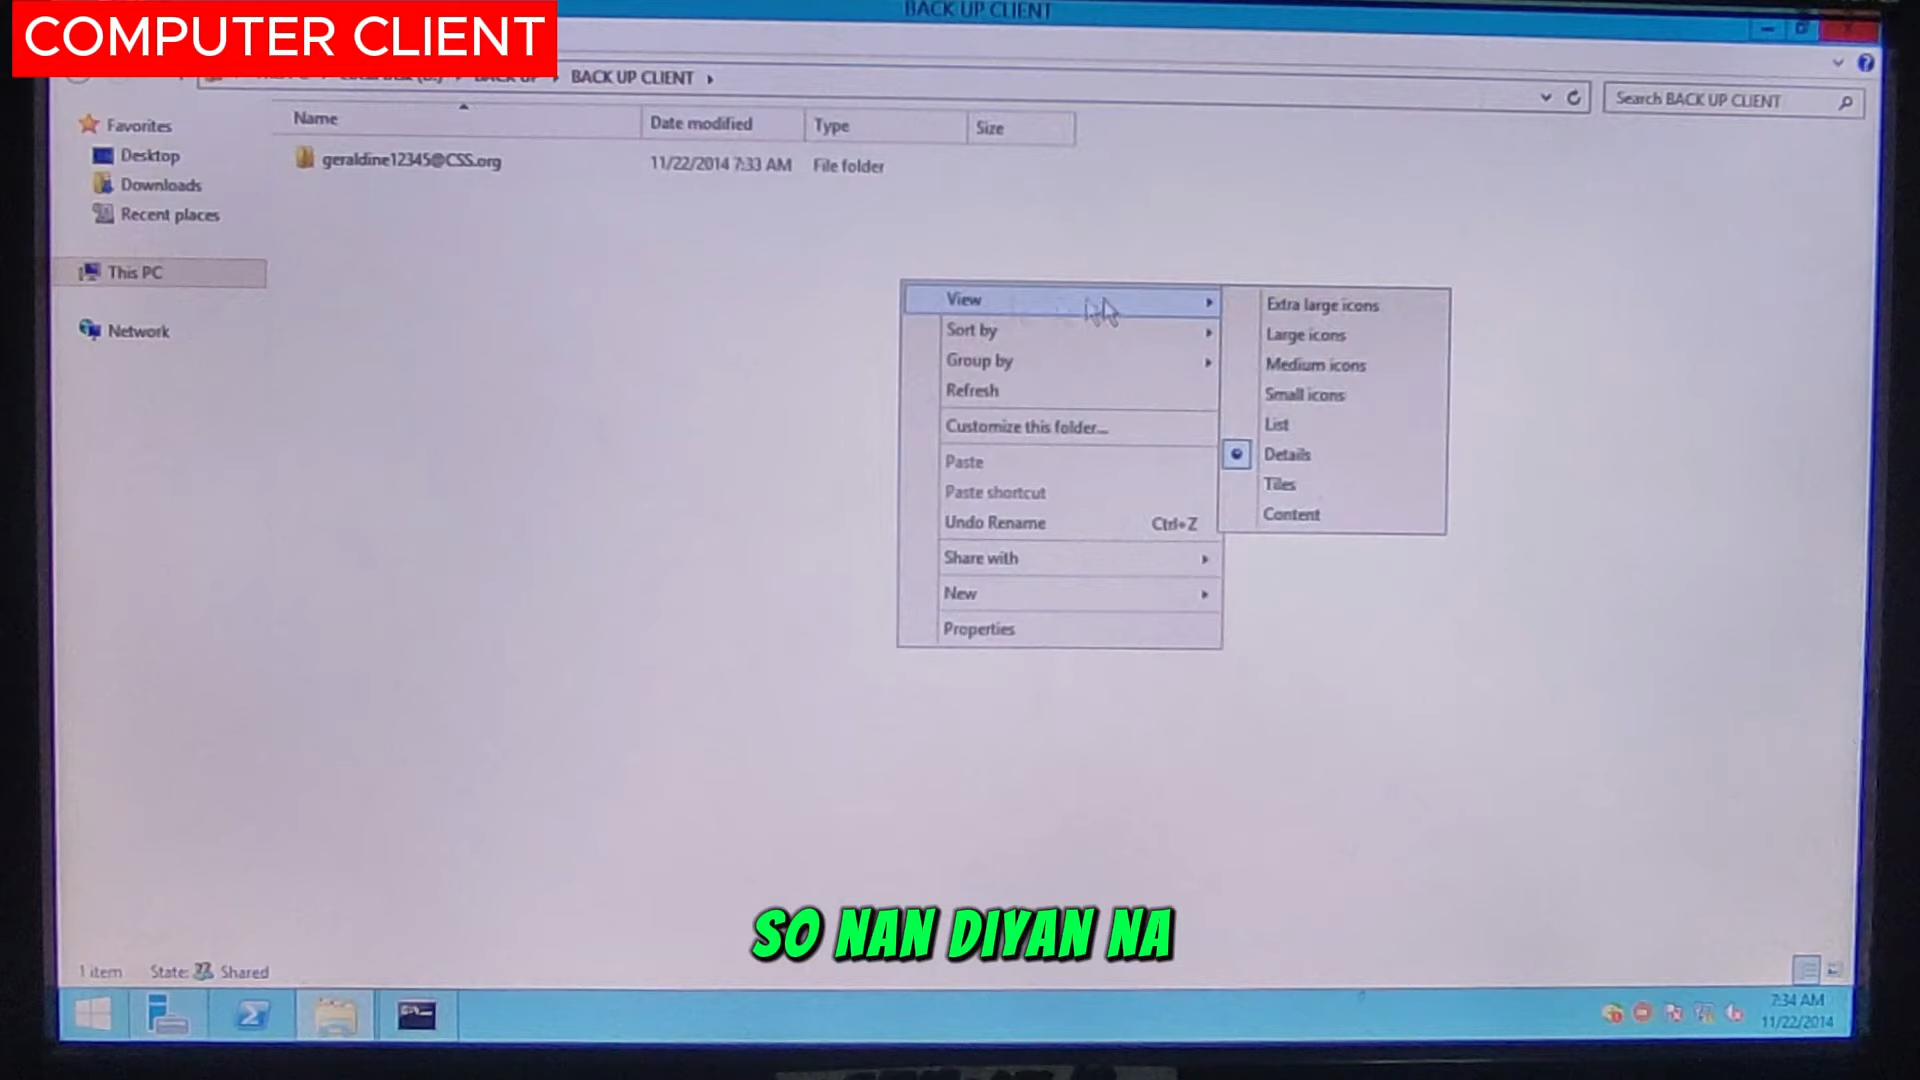 COMPUTER CLIENT
BACK UP CLIENT
BACK UP CLIENT
Search BACK UP CLIENT
Name Date modified Type Size
Favorites
Desktop
Downloads
Recent places
This PC
Network
geraldine12345@CSS.org 11/22/2014 7:33 AM File folder
View
Sort by
Group by
Refresh
Customize this folder...
Paste
Paste shortcut
Undo Rename Ctrl+Z
Share with
New
Properties
Extra large icons
Large icons
Medium icons
Small icons
List
Details
Tiles
Content
SO NAN DIYAN NA
1 item State: Shared
7:34 AM
11/22/2014